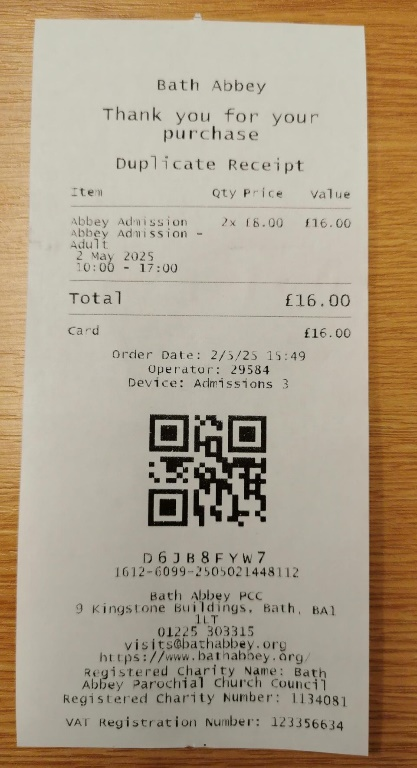 Bath Abbey
Thank you for your
purchase
Duplicate Receipt
Item Qty Price Value
Abbey Admission 2x £8.00 £16.00
Abbey Admission -
Adult
2 May 2025
10:00 - 17:00
Total £16.00
Card £16.00
Order Date: 2/5/25 15:49
Operator: 29584
Device: Admissions 3
D6JB8FYW7
1612-6099-2505021448112
Bath Abbey PCC
9 Kingstone Buildings, Bath, BA1
1LT
01225 303315
visits@bathabbey.org
https://www.bathabbey.org/
Registered Charity Name: Bath
Abbey Parochial Church Council
Registered Charity Number: 1134081
VAT Registration Number: 123356634